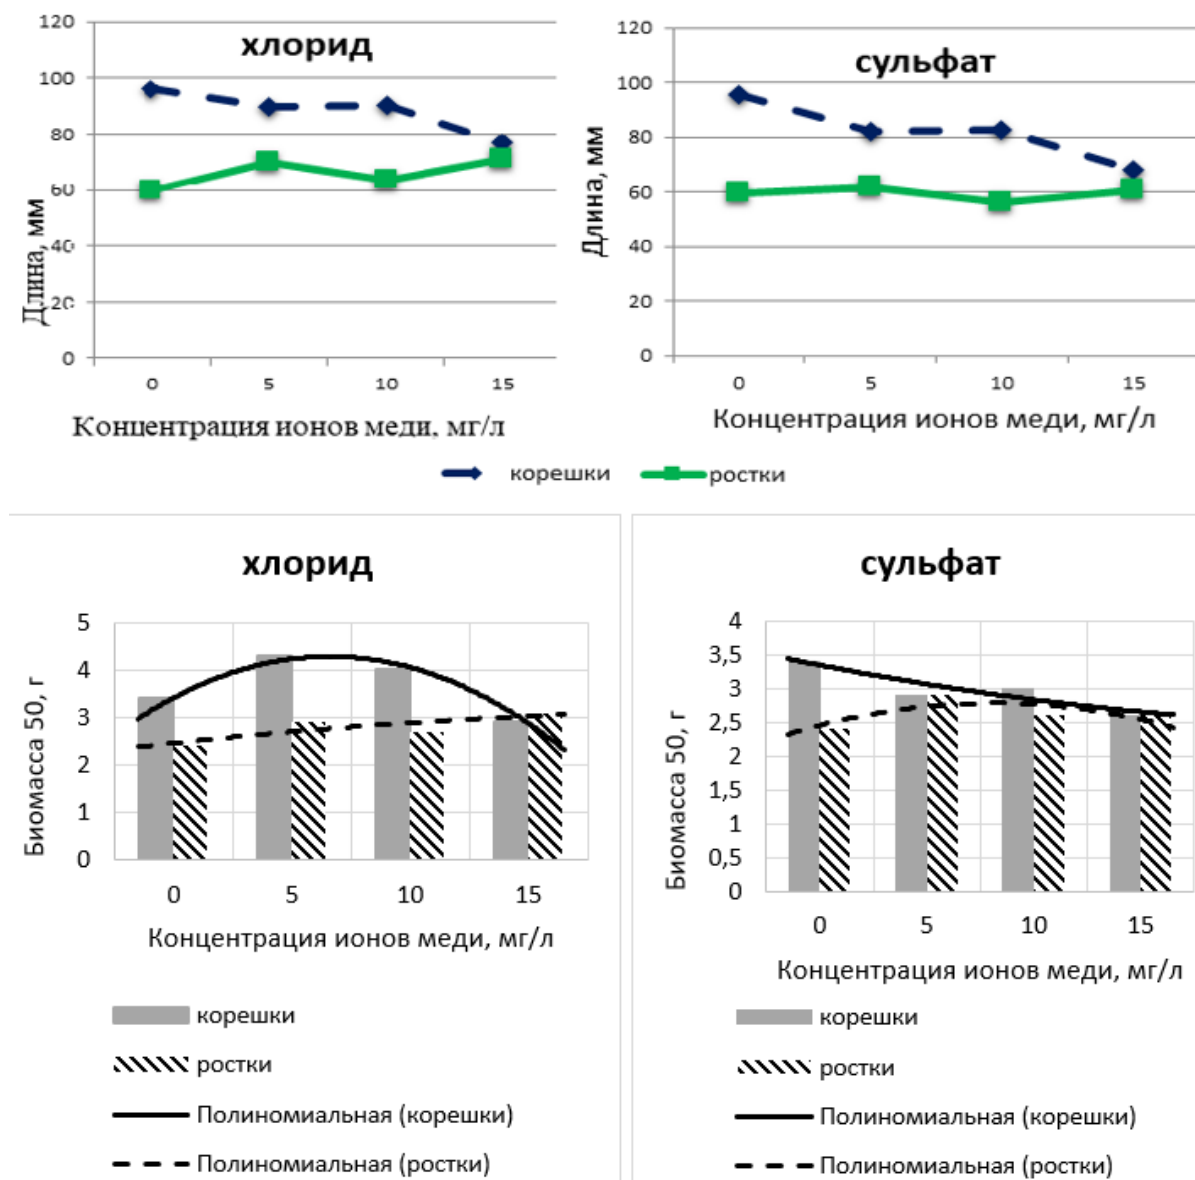 хлорид
120
100
80
60
40
20
0
Длина, мм
0 5 10 15
Концентрация ионов меди, мг/л
сульфат
120
100
80
60
40
20
0
Длина, мм
0 5 10 15
Концентрация ионов меди, мг/л
корешки ростки
хлорид
5
4
3
2
1
0
Биомасса 50, г
0 5 10 15
Концентрация ионов меди, мг/л
корешки
ростки
Полиномиальная (корешки)
Полиномиальная (ростки)
сульфат
4
3,5
3
2,5
2
1,5
1
0,5
0
Биомасса 50, г
0 5 10 15
Концентрация ионов меди, мг/л
корешки
ростки
Полиномиальная (корешки)
Полиномиальная (ростки)